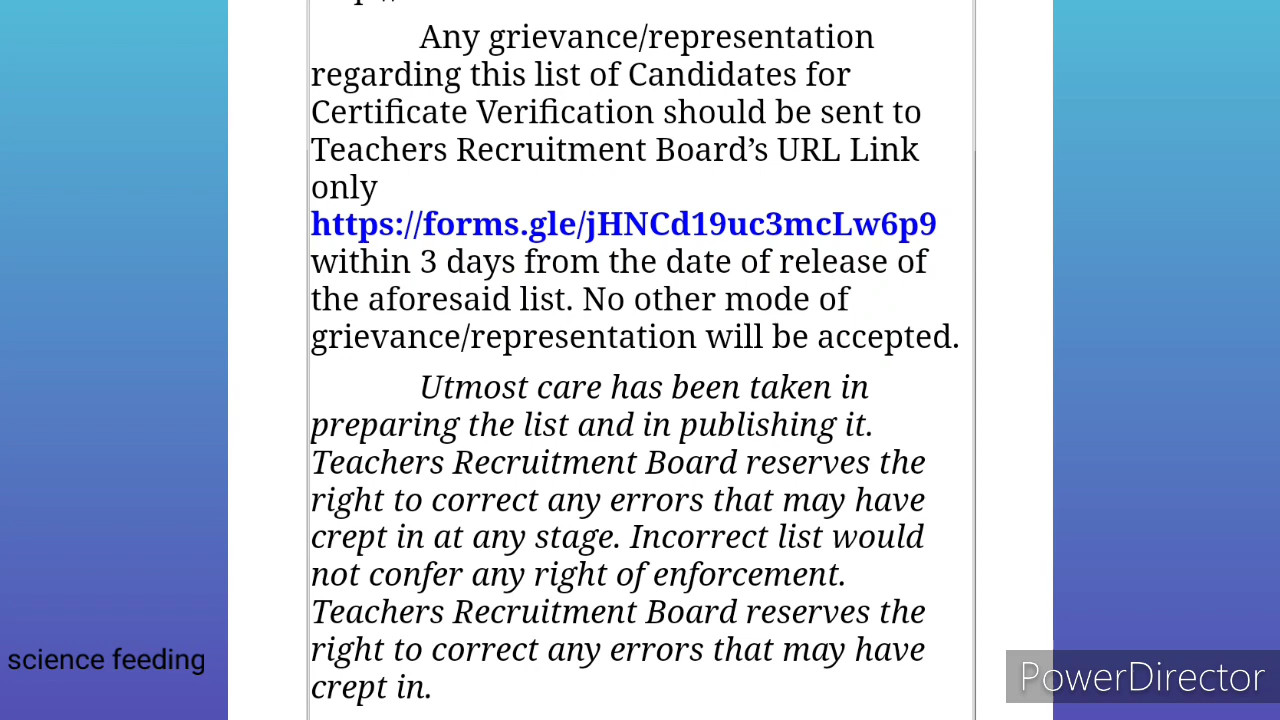 Any grievance/representation
regarding this list of Candidates for
Certificate Verification should be sent to
Teachers Recruitment Board’s URL Link
only
https://forms.gle/jHNCd19uc3mcLw6p9
within 3 days from the date of release of
the aforesaid list. No other mode of
grievance/representation will be accepted.
Utmost care has been taken in
preparing the list and in publishing it.
Teachers Recruitment Board reserves the
right to correct any errors that may have
crept in at any stage. Incorrect list would
not confer any right of enforcement.
Teachers Recruitment Board reserves the
right to correct any errors that may have
crept in.
science feeding
PowerDirector